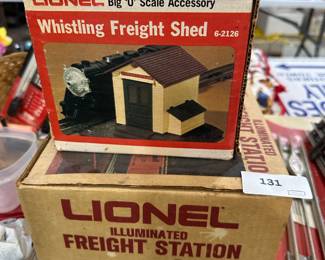 LIONEL Big 'O' Scale Accessory
Whistling Freight Shed 6-2126
131
LIONEL
ILLUMINATED
FREIGHT STATION
ILLUMINATED
FREIGHT STATION